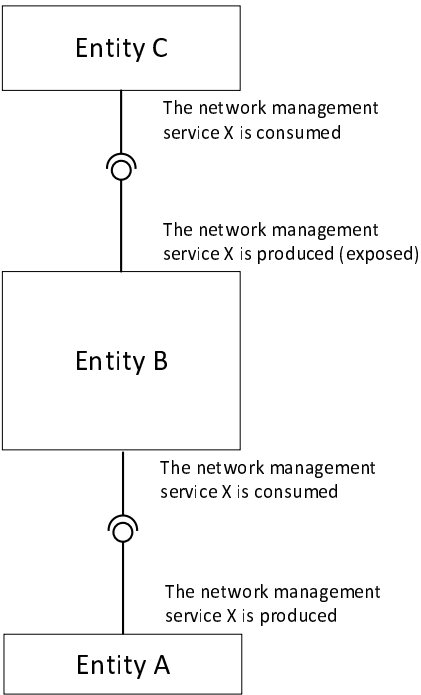 Entity C
The network management
service X is consumed
The network management
service X is produced (exposed)
Entity B
The network management
service X is consumed
The network management
service X is produced
Entity A